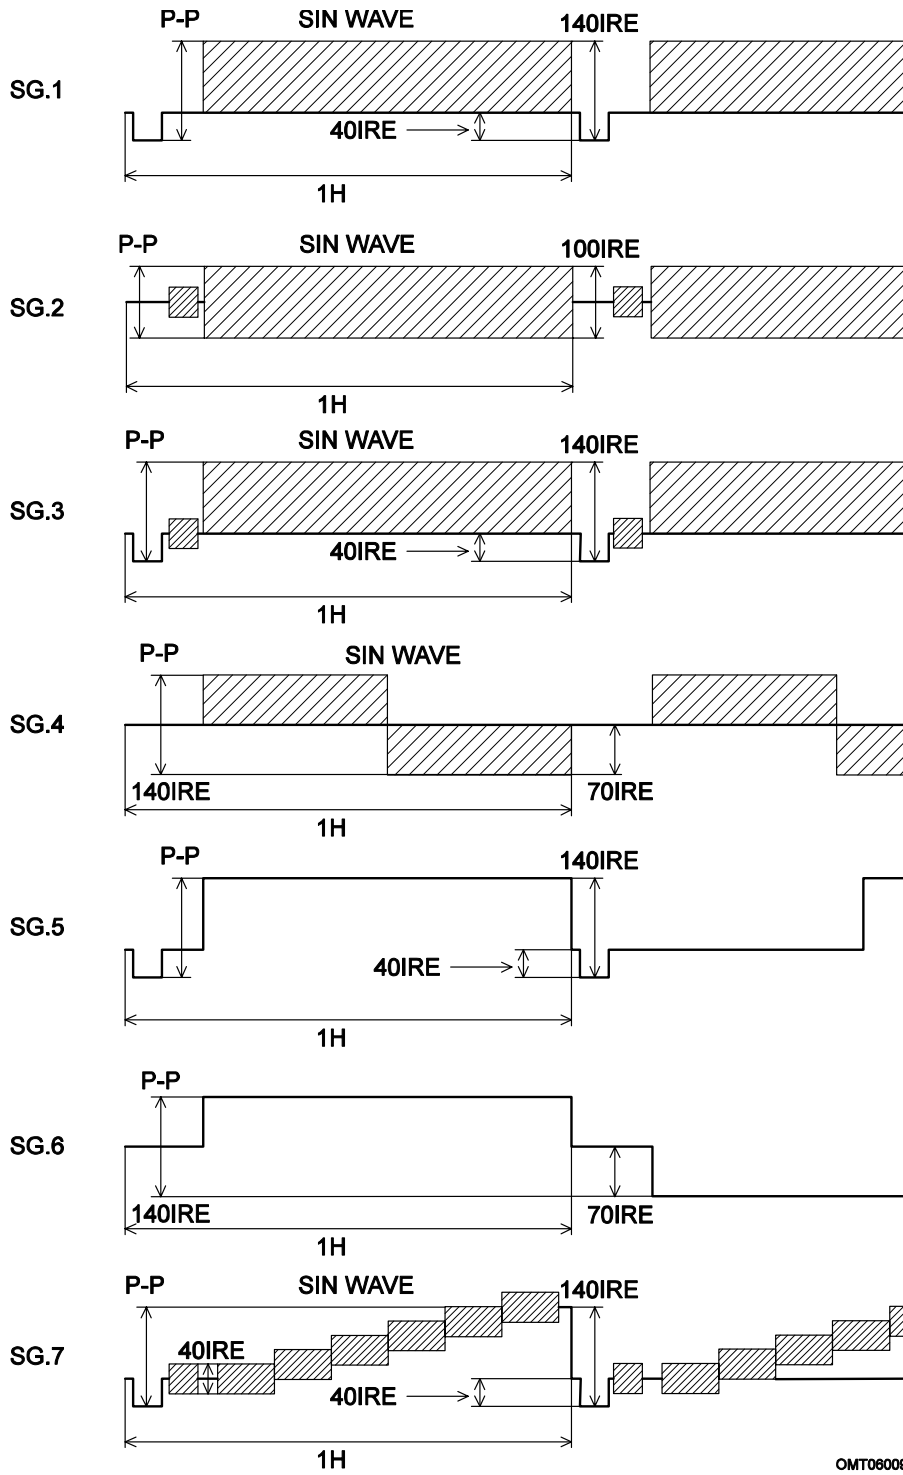 P-P SIN WAVE 140IRE
SG.1
40IRE
1H
P-P SIN WAVE 100IRE
SG.2
1H
P-P SIN WAVE 140IRE
SG.3
40IRE
1H
P-P SIN WAVE
SG.4
140IRE 70IRE
1H
P-P 140IRE
SG.5
40IRE
1H
P-P
SG.6
140IRE 70IRE
1H
P-P SIN WAVE 140IRE
40IRE
SG.7
40IRE
1H
OMT06009